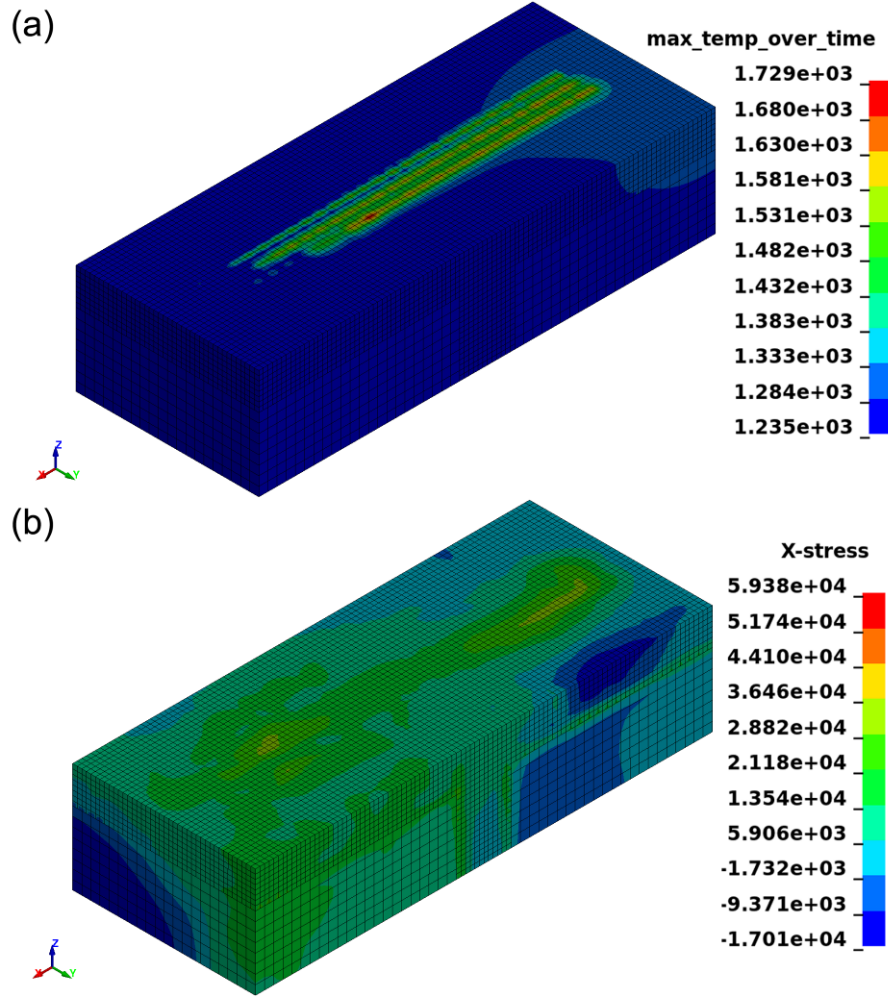 (a)
max_temp_over_time
1.729e+03
1.680e+03
1.630e+03
1.581e+03
1.531e+03
1.482e+03
1.432e+03
1.383e+03
1.333e+03
1.284e+03
1.235e+03
Z
X
Y
(b)
X-stress
5.938e+04
5.174e+04
4.410e+04
3.646e+04
2.882e+04
2.118e+04
1.354e+04
5.906e+03
-1.732e+03
-9.371e+03
-1.701e+04
Z
X
Y